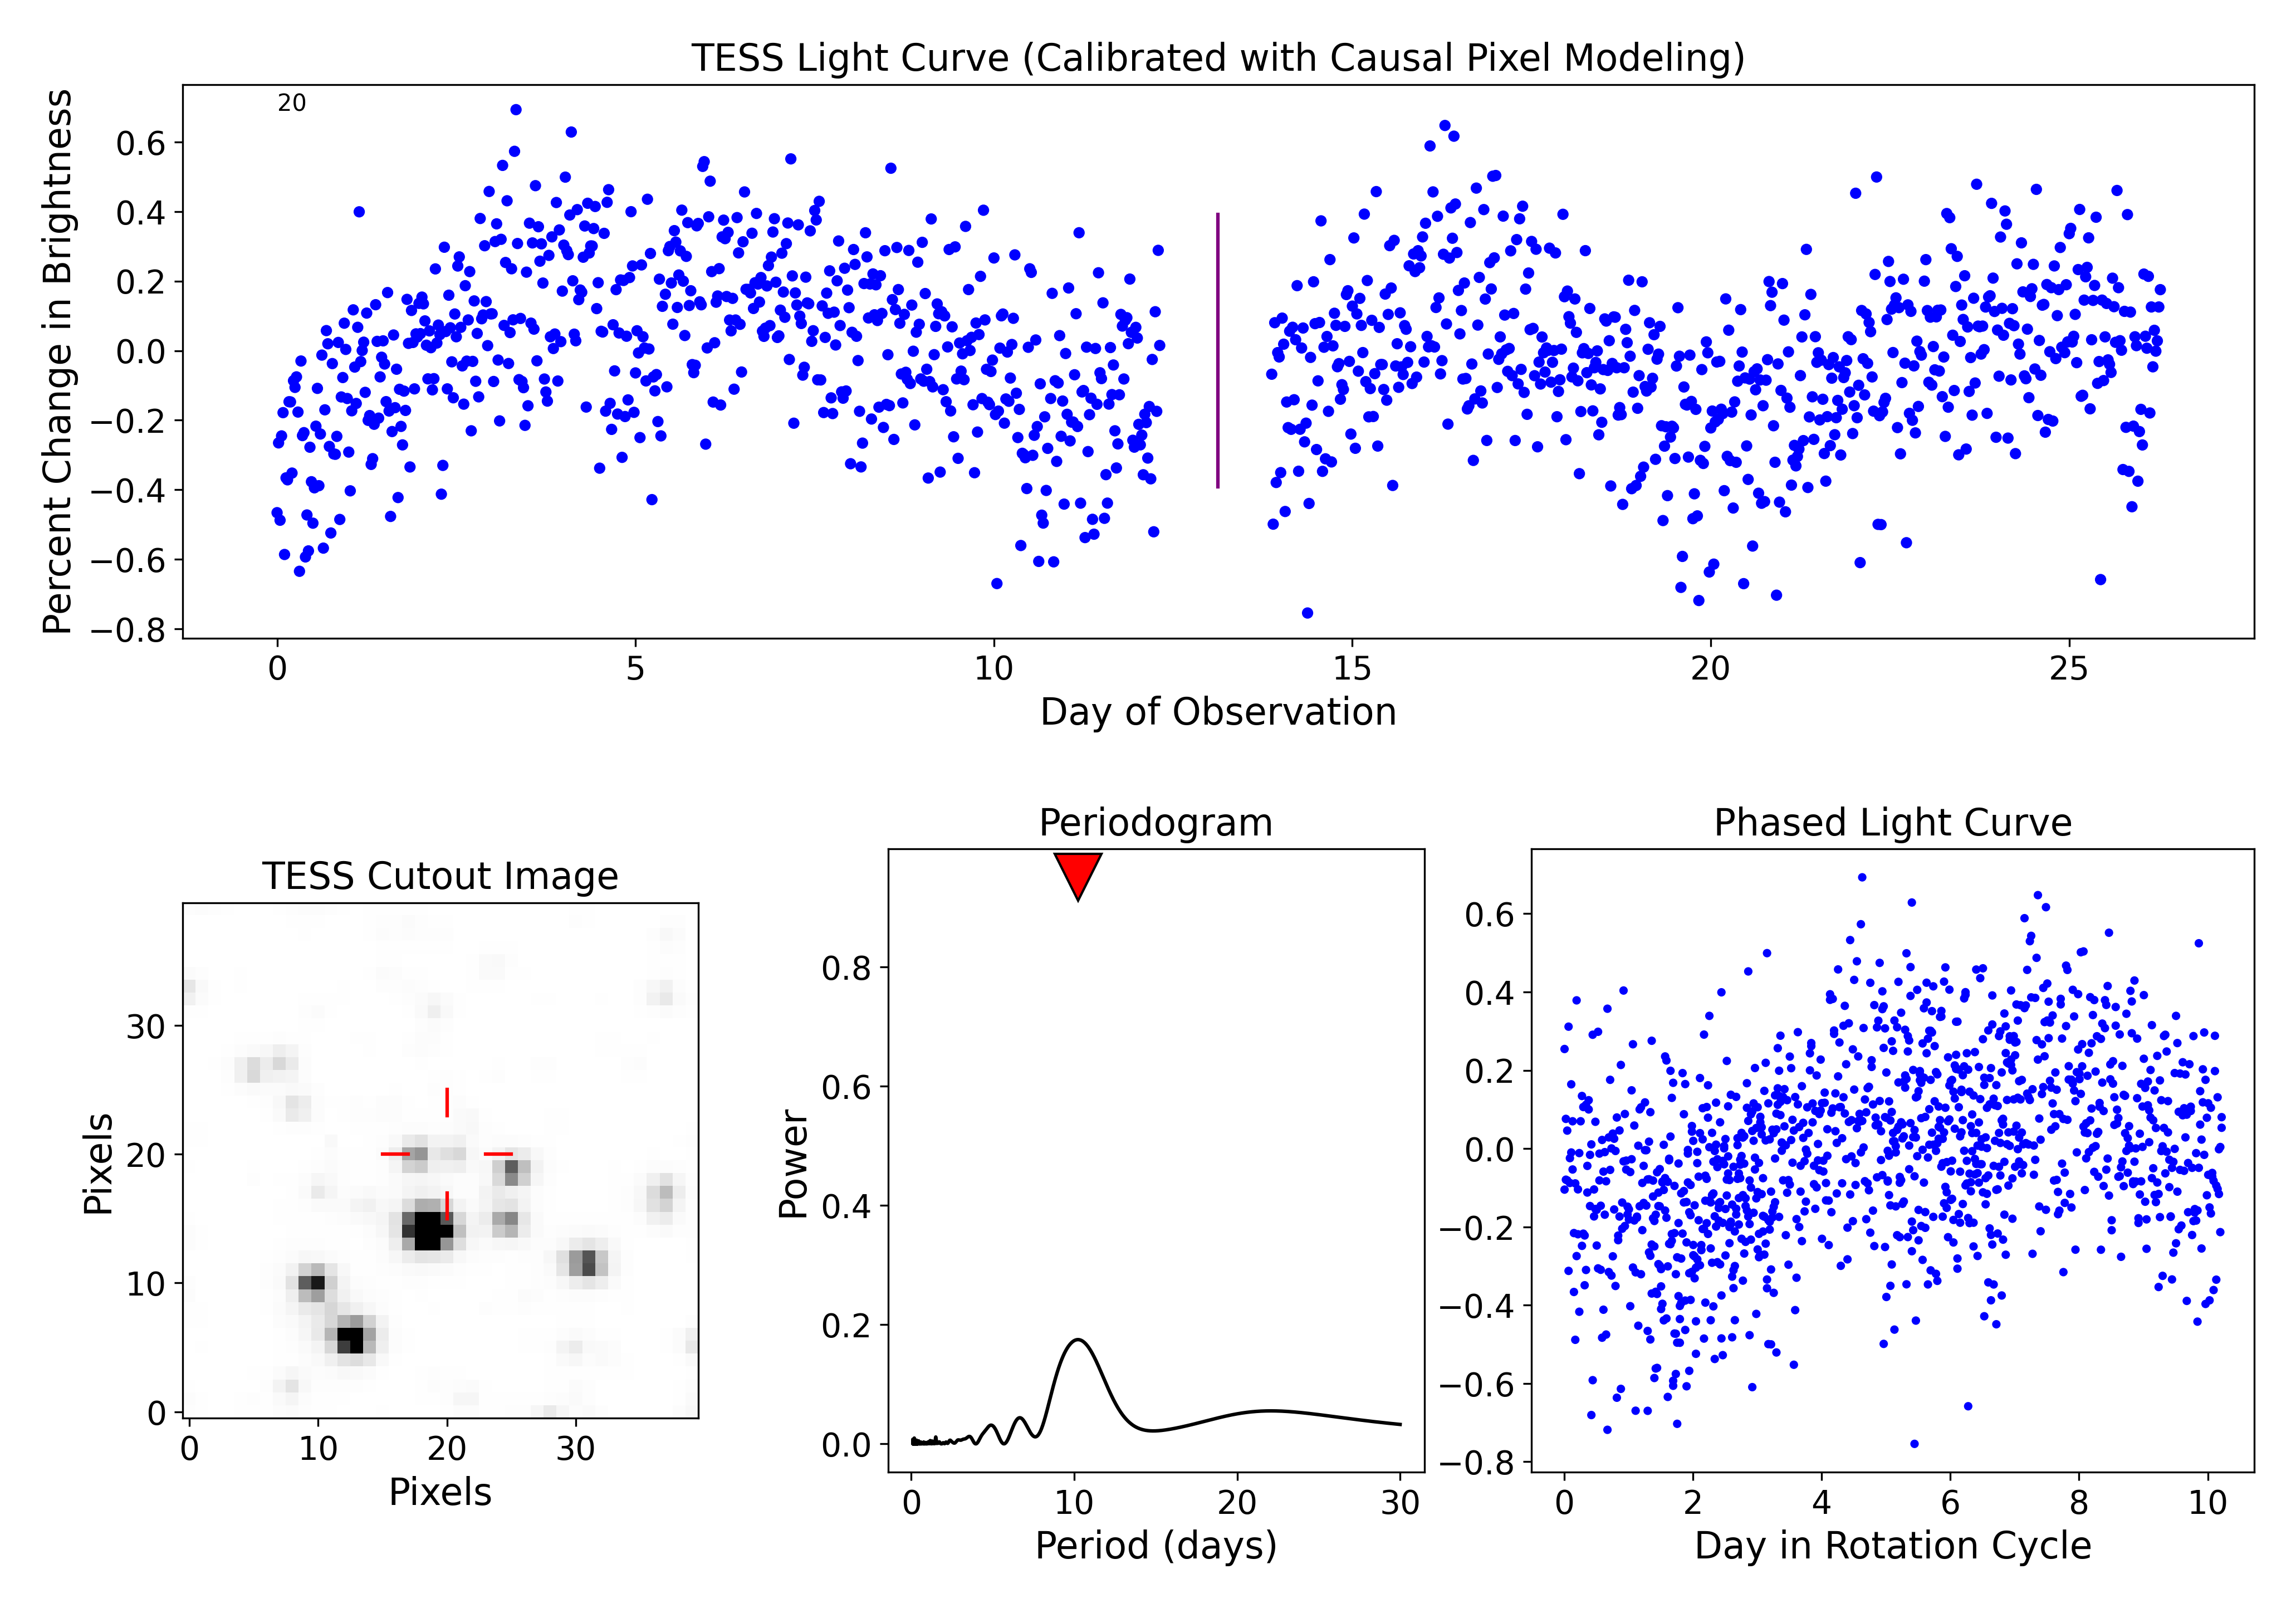 TESS Light Curve (Calibrated with Causal Pixel Modeling)
20
Percent Change in Brightness
0.6
0.4
0.2
0.0
−0.2
−0.4
−0.6
−0.8
0 5 10 15 20 25
Day of Observation
TESS Cutout Image
Pixels
30
20
10
0
0 10 20 30
Pixels
Periodogram
Power
0.8
0.6
0.4
0.2
0.0
0 10 20 30
Period (days)
Phased Light Curve
0.6
0.4
0.2
0.0
−0.2
−0.4
−0.6
−0.8
0 2 4 6 8 10
Day in Rotation Cycle